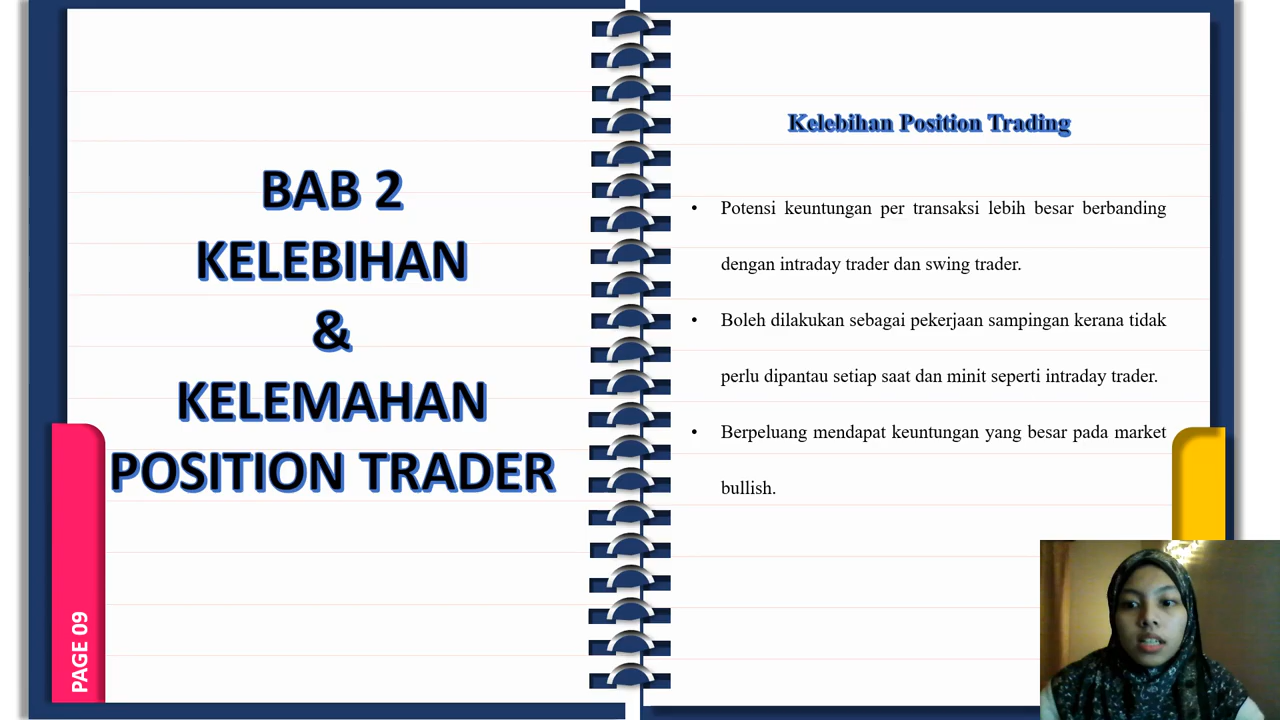 BAB 2
KELEBIHAN
&
KELEMAHAN
POSITION TRADER
PAGE 09
Kelebihan Position Trading
• Potensi keuntungan per transaksi lebih besar berbanding
dengan intraday trader dan swing trader.
• Boleh dilakukan sebagai pekerjaan sampingan kerana tidak
perlu dipantau setiap saat dan minit seperti intraday trader.
• Berpeluang mendapat keuntungan yang besar pada market
bullish.